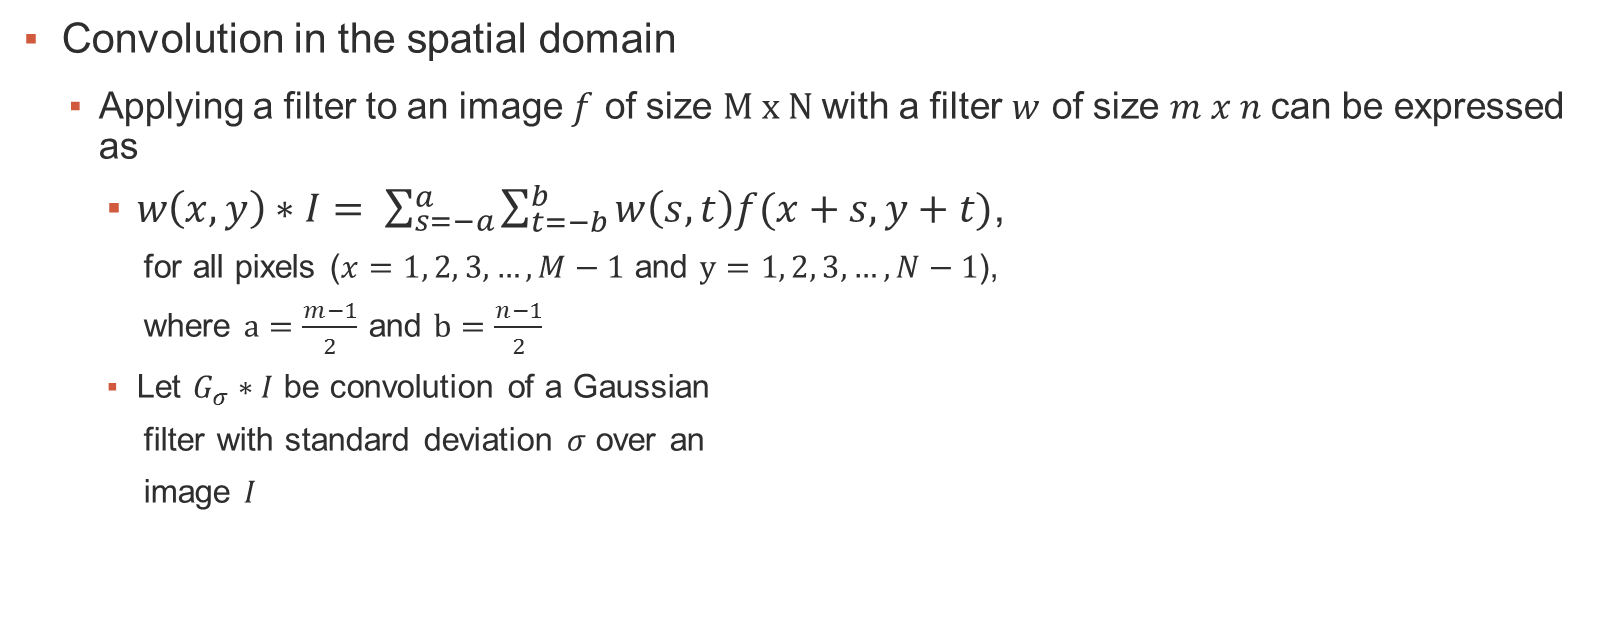 ▪ Convolution in the spatial domain
▪ Applying a filter to an image 𝑓 of size M x N with a filter 𝑤 of size 𝑚 𝑥 𝑛 can be expressed
as
▪ 𝑤(𝑥, 𝑦) ∗ 𝐼 = ∑_{𝑠=−𝑎}^{𝑎} ∑_{𝑡=−𝑏}^{𝑏} 𝑤(𝑠, 𝑡)𝑓(𝑥 + 𝑠, 𝑦 + 𝑡),
for all pixels (𝑥 = 1, 2, 3, … , 𝑀 − 1 and y = 1, 2, 3, … , 𝑁 − 1),
where a = \frac{𝑚−1}{2} and b = \frac{𝑛−1}{2}
▪ Let 𝐺_𝜎 ∗ 𝐼 be convolution of a Gaussian
filter with standard deviation 𝜎 over an
image 𝐼